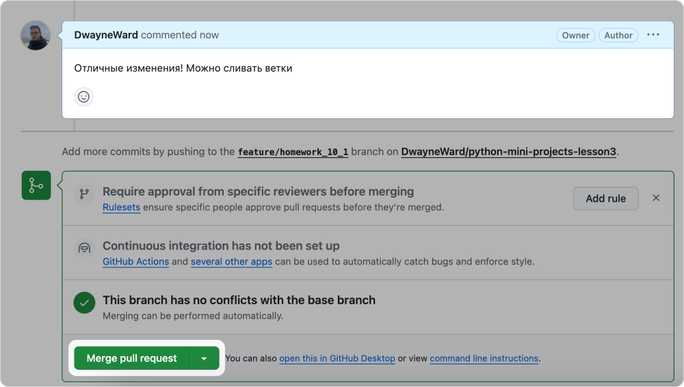 DwayneWard commented now Owner Author
Отличные изменения! Можно сливать ветки
Add more commits by pushing to the feature/homework_10_1 branch on DwayneWard/python-mini-projects-lesson3.
Require approval from specific reviewers before merging
Rulesets ensure specific people approve pull requests before they're merged.
Add rule
Continuous integration has not been set up
GitHub Actions and several other apps can be used to automatically catch bugs and enforce style.
This branch has no conflicts with the base branch
Merging can be performed automatically.
Merge pull request You can also open this in GitHub Desktop or view command line instructions.